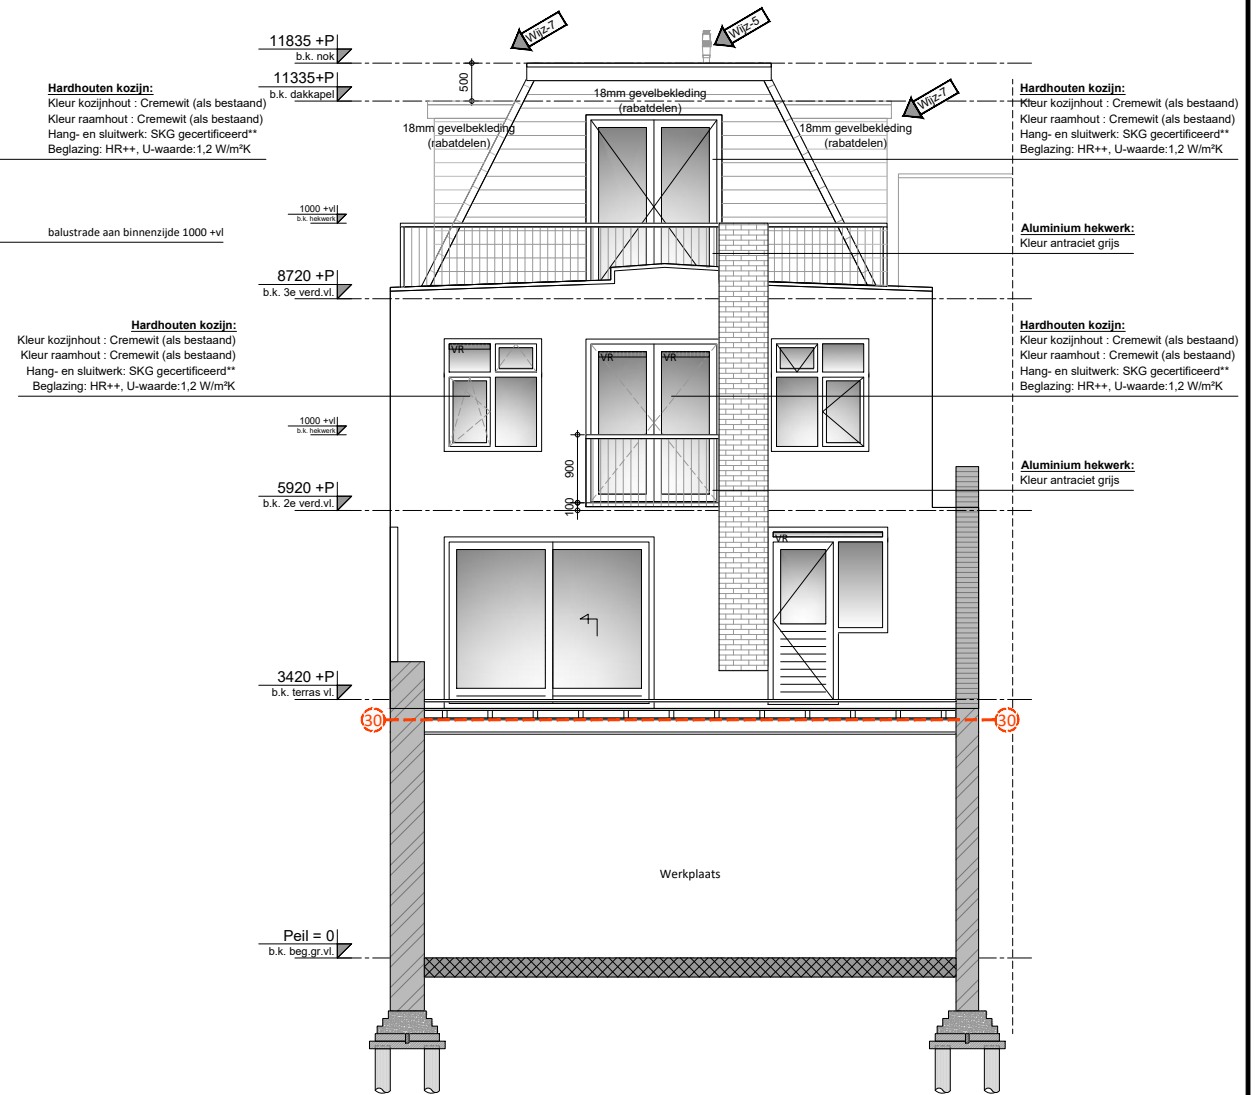 Wijz-7
Wijz-5
11835 +P
b.k. nok
11335+P
b.k. dakkapel
500
Hardhouten kozijn:
Kleur kozijnhout : Cremewit (als bestaand)
Kleur raamhout : Cremewit (als bestaand)
Hang- en sluitwerk: SKG gecertificeerd**
Beglazing: HR++, U-waarde:1,2 W/m²K
18mm gevelbekleding
(rabatdelen)
18mm gevelbekleding
(rabatdelen)
18mm gevelbekleding
(rabatdelen)
Wijz-7
Hardhouten kozijn:
Kleur kozijnhout : Cremewit (als bestaand)
Kleur raamhout : Cremewit (als bestaand)
Hang- en sluitwerk: SKG gecertificeerd**
Beglazing: HR++, U-waarde:1,2 W/m²K
1000 +vl
b.k. hekwerk
balustrade aan binnenzijde 1000 +vl
Aluminium hekwerk:
Kleur antraciet grijs
8720 +P
b.k. 3e verd.vl.
Hardhouten kozijn:
Kleur kozijnhout : Cremewit (als bestaand)
Kleur raamhout : Cremewit (als bestaand)
Hang- en sluitwerk: SKG gecertificeerd**
Beglazing: HR++, U-waarde:1,2 W/m²K
VR
VR
VR
Hardhouten kozijn:
Kleur kozijnhout : Cremewit (als bestaand)
Kleur raamhout : Cremewit (als bestaand)
Hang- en sluitwerk: SKG gecertificeerd**
Beglazing: HR++, U-waarde:1,2 W/m²K
1000 +vl
b.k. hekwerk
900
100
Aluminium hekwerk:
Kleur antraciet grijs
5920 +P
b.k. 2e verd.vl.
VR
3420 +P
b.k. terras vl.
30
30
Werkplaats
Peil = 0
b.k. beg.gr.vl.